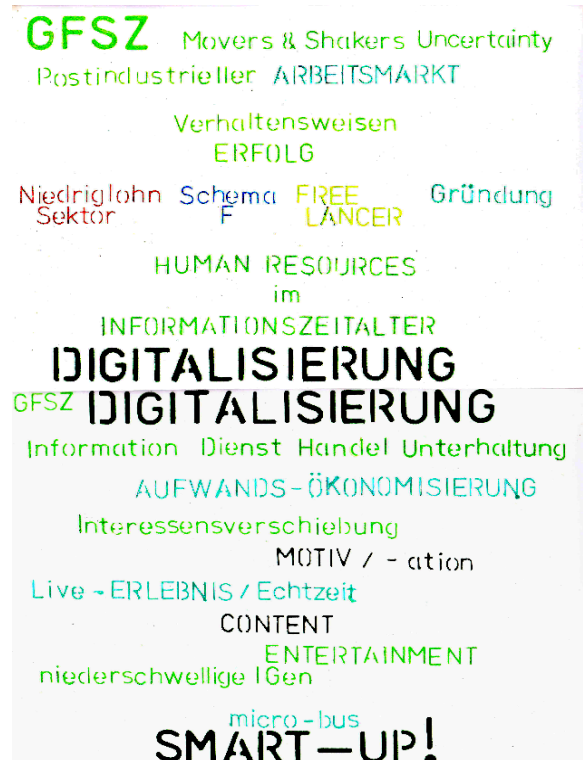 GFSZ Movers & Shakers Uncertainty
Postindustrieller ARBEITSMARKT
Verhaltensweisen
ERFOLG
Niedriglohn Schema FREE Gründung
Sektor F LANCER
HUMAN RESOURCES
im
INFORMATIONSZEITALTER
DIGITALISIERUNG
GFSZ DIGITALISIERUNG
Information Dienst Handel Unterhaltung
AUFWANDS-ÖKONOMISIERUNG
Interessensverschiebung
MOTIV / - ation
Live - ERLEBNIS / Echtzeit
CONTENT
ENTERTAINMENT
niederschwellige IGen
micro-bus
SMART-UP!